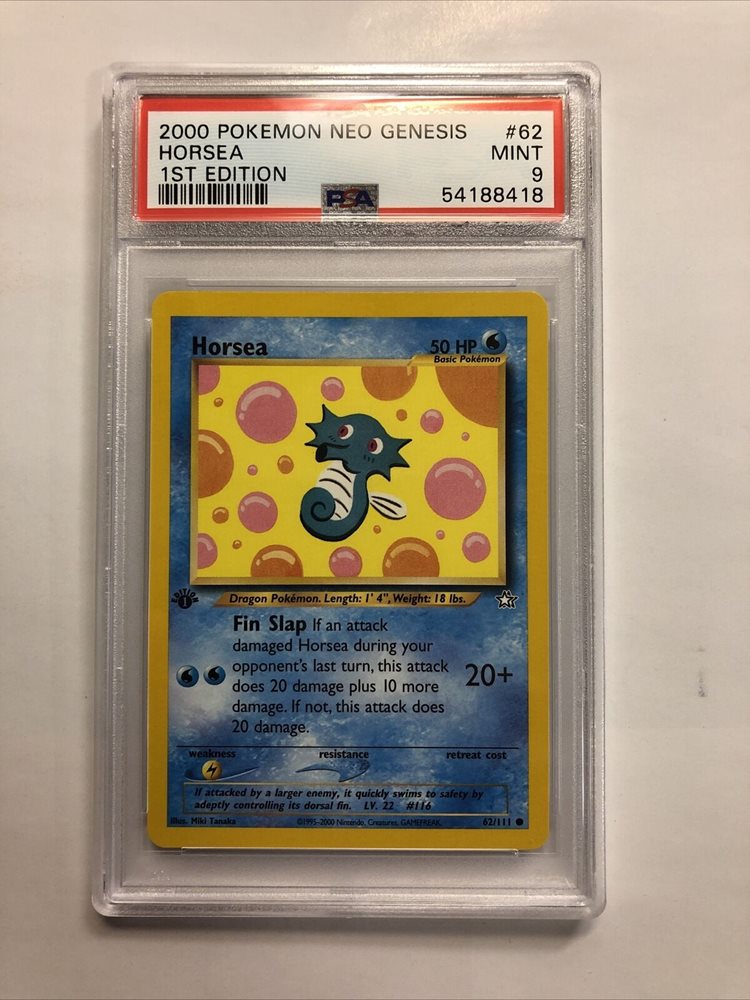 2000 POKEMON NEO GENESIS #62
HORSEA MINT
1ST EDITION 9
PSA 54188418
Horsea 50 HP
Basic Pokémon
EDITION 1
Dragon Pokémon. Length: 1' 4", Weight: 18 lbs.
Fin Slap If an attack
damaged Horsea during your
opponent's last turn, this attack
does 20 damage plus 10 more
damage. If not, this attack does
20 damage.
20+
weakness resistance retreat cost
If attacked by a larger enemy, it quickly swims to safety by
adeptly controlling its dorsal fin. LV. 22 #116
Illus. Miki Tanaka ©1995-2000 Nintendo, Creatures, GAMEFREAK. 62/111